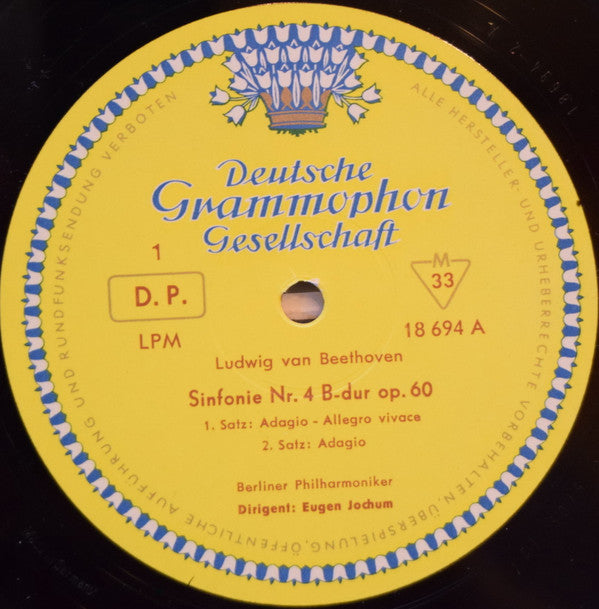 Deutsche
Grammophon
Gesellschaft
1
D. P.
LPM
M
33
18 694 A
Ludwig van Beethoven
Sinfonie Nr. 4 B-dur op. 60
1. Satz: Adagio - Allegro vivace
2. Satz: Adagio
Berliner Philharmoniker
Dirigent: Eugen Jochum
ALLE HERSTELLER- UND URHEBERRECHTE VORBEHALTEN, ÜBERSPIELUNG, ÖFFENTLICHE AUFFÜHRUNG UND RUNDFUNKSENDUNG VERBOTEN